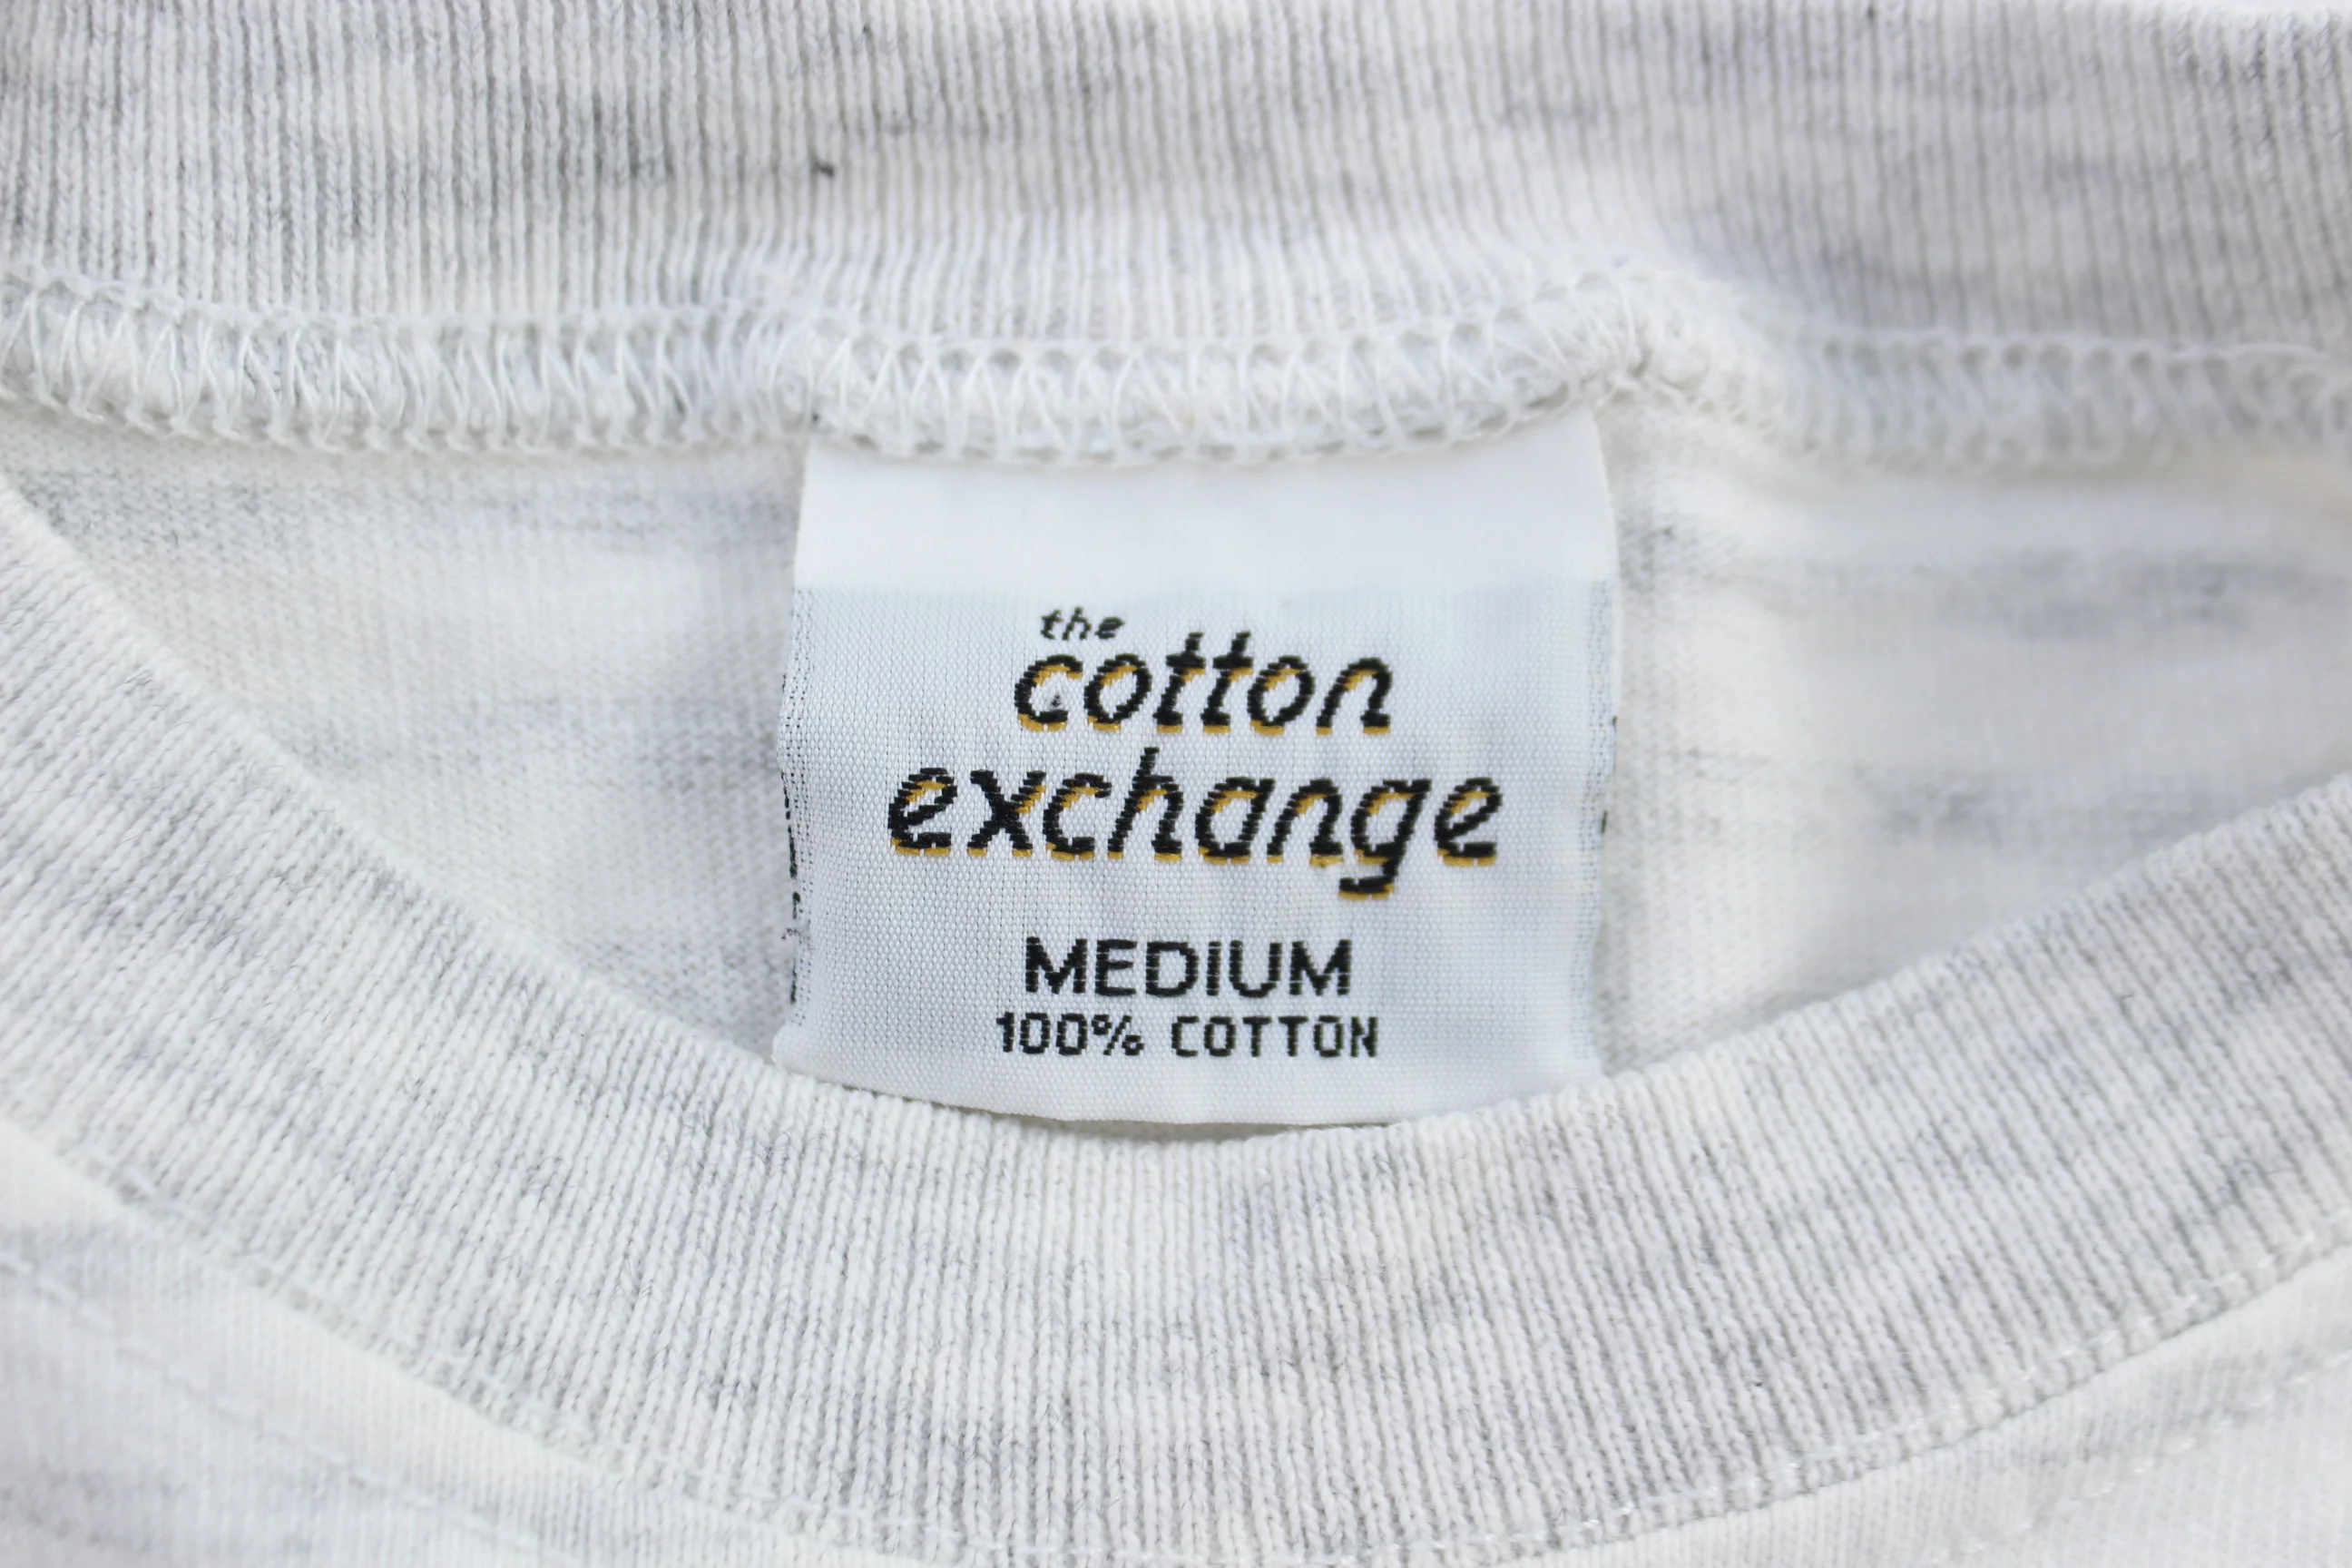 the
cotton
exchange
MEDIUM
100% COTTON